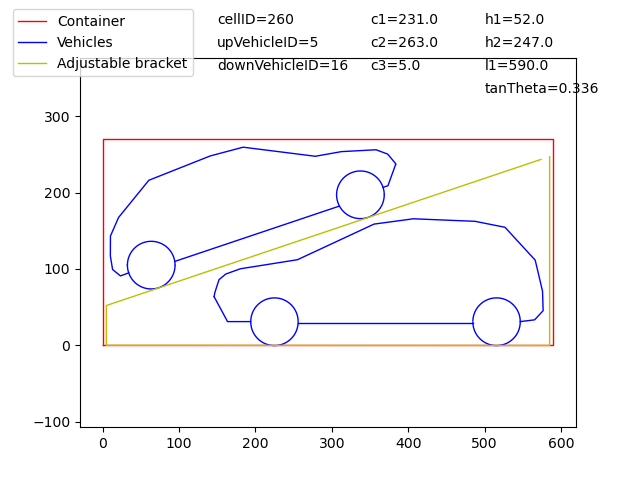 Container
Vehicles
Adjustable bracket
cellID=260
upVehicleID=5
downVehicleID=16
c1=231.0
c2=263.0
c3=5.0
h1=52.0
h2=247.0
l1=590.0
tanTheta=0.336
300
200
100
0
−100
0
100
200
300
400
500
600